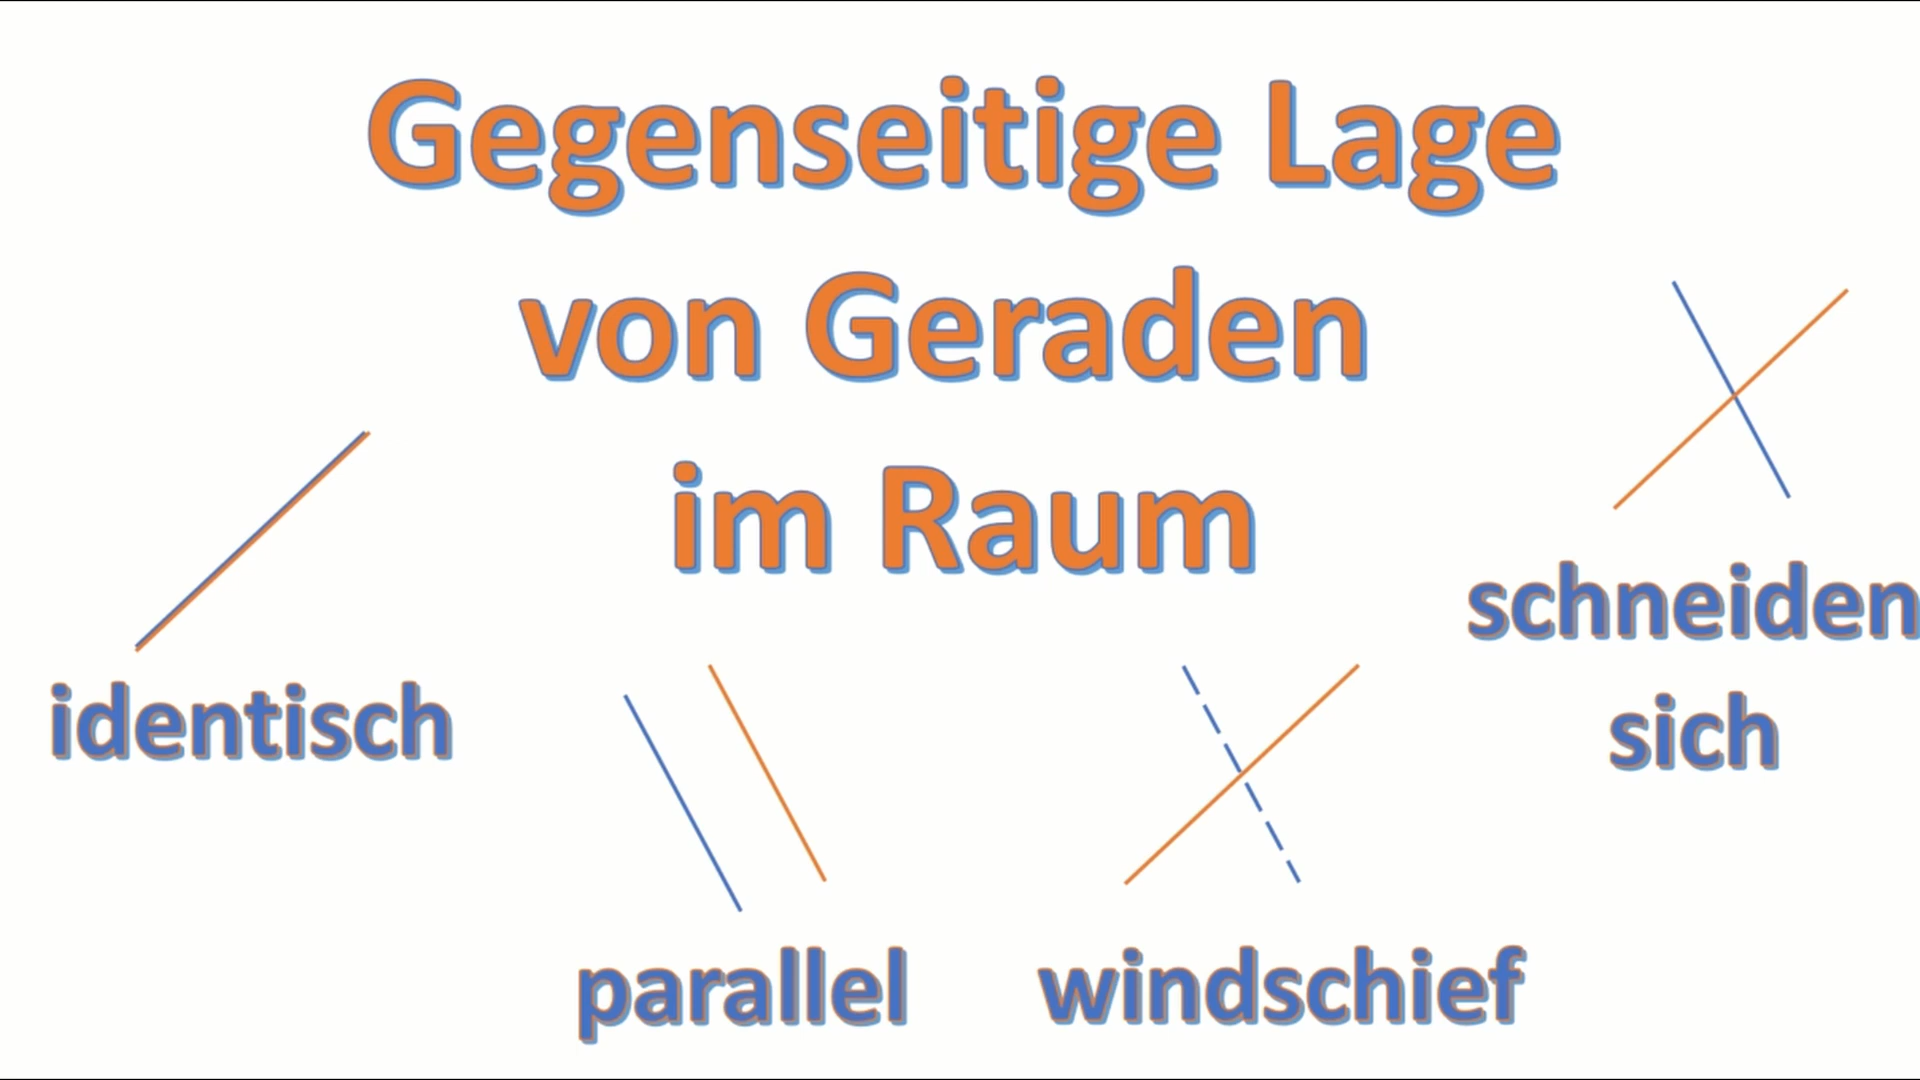 Gegenseitige Lage
von Geraden
im Raum
identisch
parallel
windschief
schneiden
sich